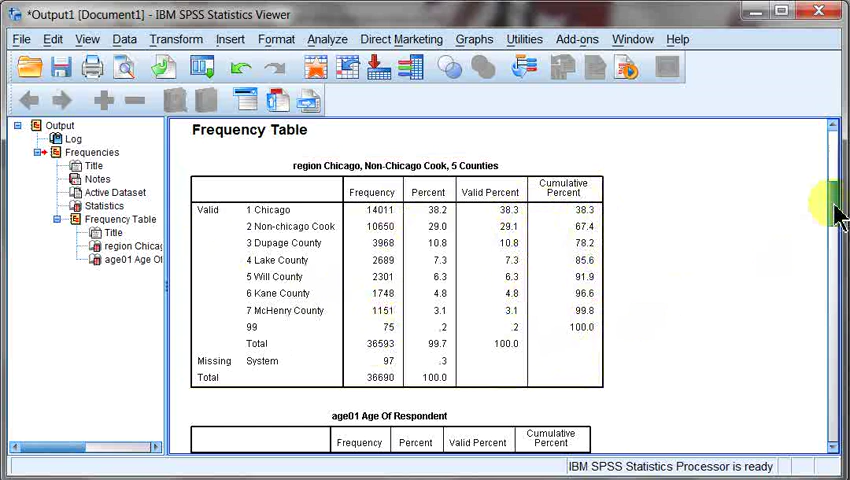 *Output1 [Document1] - IBM SPSS Statistics Viewer
File Edit View Data Transform Insert Format Analyze Direct Marketing Graphs Utilities Add-ons Window Help
Output
Log
Frequencies
Title
Notes
Active Dataset
Statistics
Frequency Table
Title
region Chicag
age01 Age Of
Frequency Table
region Chicago, Non-Chicago Cook, 5 Counties
Frequency Percent Valid Percent Cumulative Percent
Valid 1 Chicago 14011 38.2 38.3 38.3
2 Non-chicago Cook 10650 29.0 29.1 67.4
3 Dupage County 3968 10.8 10.8 78.2
4 Lake County 2689 7.3 7.3 85.6
5 Will County 2301 6.3 6.3 91.9
6 Kane County 1748 4.8 4.8 96.6
7 McHenry County 1151 3.1 3.1 99.8
99 75 .2 .2 100.0
Total 36593 99.7 100.0
Missing System 97 .3
Total 36690 100.0
age01 Age Of Respondent
Frequency Percent Valid Percent Cumulative Percent
IBM SPSS Statistics Processor is ready